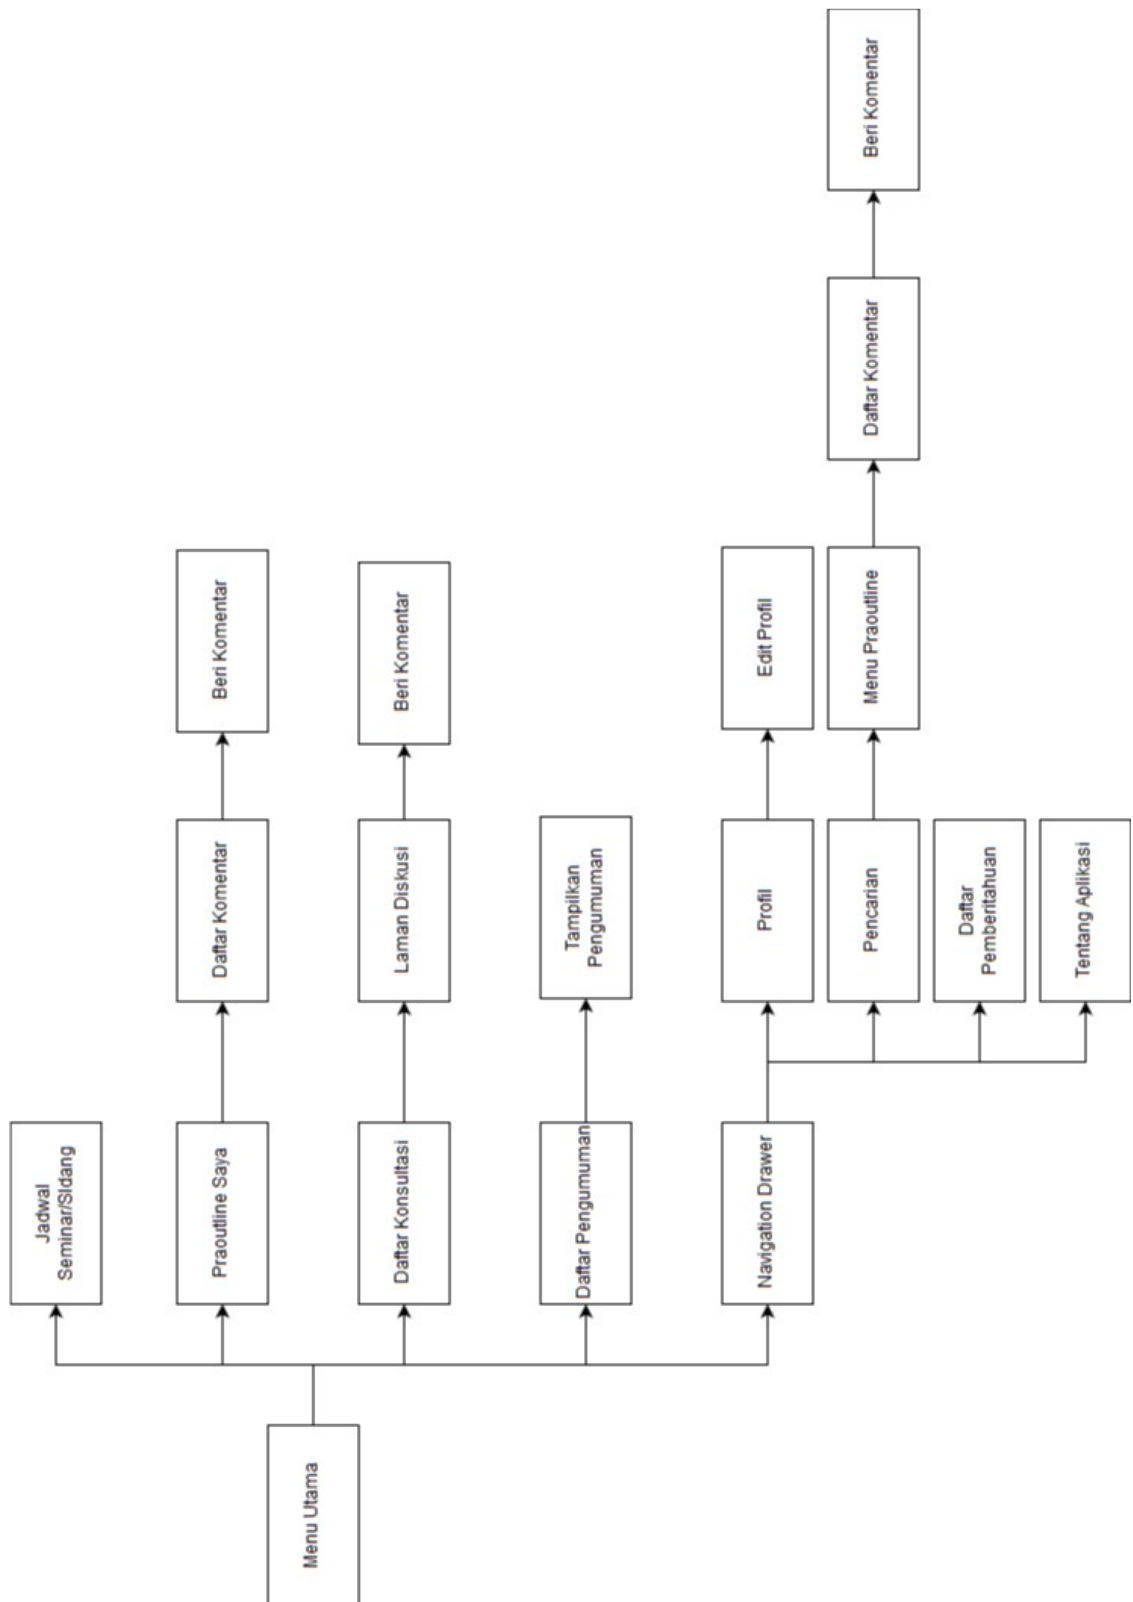 Menu Utama
Jadwal
Seminar/SIdang
Praoutline Saya
Daftar Komentar
Beri Komentar
Daftar Konsultasi
Laman Diskusi
Beri Komentar
Daftar Pengumuman
Tampilkan
Pengumuman
Navigation Drawer
Profil
Edit Profil
Pencarian
Menu Praoutline
Daftar Komentar
Beri Komentar
Daftar
Pemberitahuan
Tentang Aplikasi